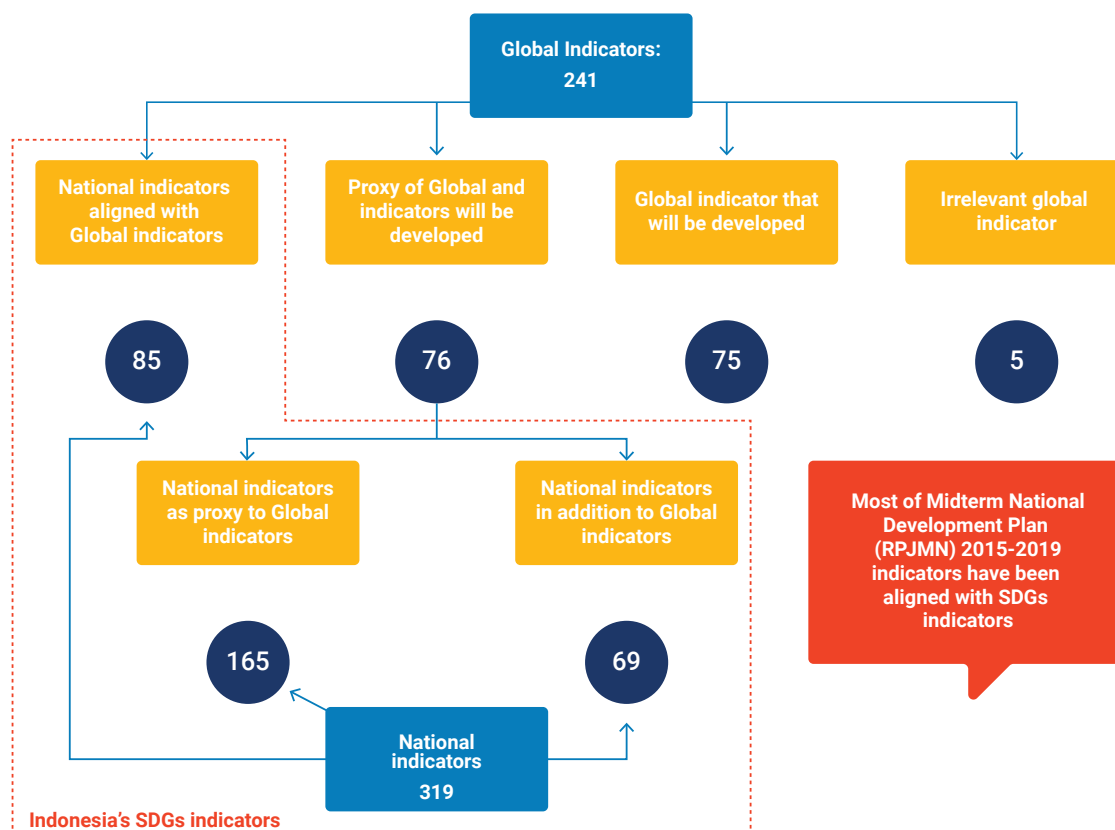 Global Indicators:
241
National indicators
aligned with
Global indicators
Proxy of Global and
indicators will be
developed
Global indicator that
will be developed
Irrelevant global
indicator
85
76
75
5
National indicators
as proxy to Global
indicators
National indicators
in addition to Global
indicators
Most of Midterm National
Development Plan
(RPJMN) 2015-2019
indicators have been
aligned with SDGs
indicators
165
69
National
indicators
319
Indonesia’s SDGs indicators